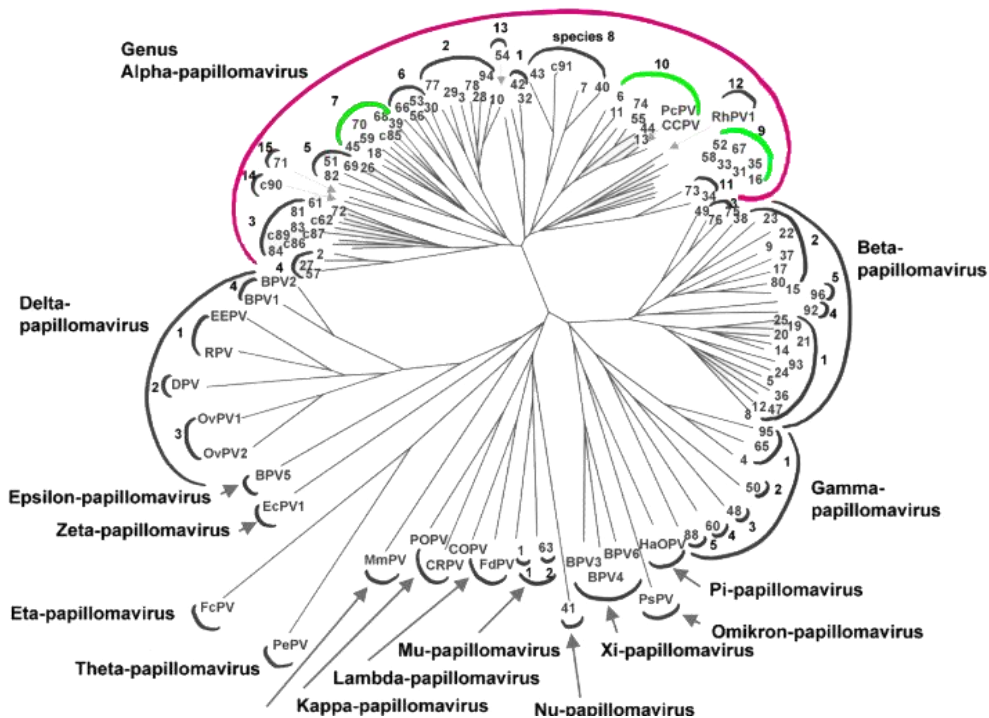 Genus
Alpha-papillomavirus
13
54
2
1
species 8
94
42
43
c91
40
7
32
10
12
6
77
78
29
3
28
10
53
66
30
56
6
74
11
55
44
13
PcPV
CCPV
RhPV1
7
68
39
70
59
c85
45
18
9
52
67
58
33
35
31
16
15
71
5
51
69
26
82
14
c90
73
11
34
3
61
81
72
c62
83
c89
c87
c86
84
3
49
75
76
38
23
2
22
9
37
17
80
15
5
96
92
4
Beta-
papillomavirus
4
2
27
57
4
BPV2
BPV1
Delta-
papillomavirus
1
EEPV
RPV
2
DPV
3
OvPV1
OvPV2
25
19
20
21
14
93
24
5
36
12
47
8
1
95
65
4
1
50
2
48
3
60
4
88
5
Gamma-
papillomavirus
Epsilon-papillomavirus
BPV5
Zeta-papillomavirus
EcPV1
Eta-papillomavirus
FcPV
Theta-papillomavirus
PePV
MmPV
POPV
CRPV
COPV
FdPV
1
63
1
2
41
BPV3
BPV6
BPV4
HaOPV
PsPV
Pi-papillomavirus
Omikron-papillomavirus
Mu-papillomavirus
Xi-papillomavirus
Lambda-papillomavirus
Kappa-papillomavirus
Nu-papillomavirus